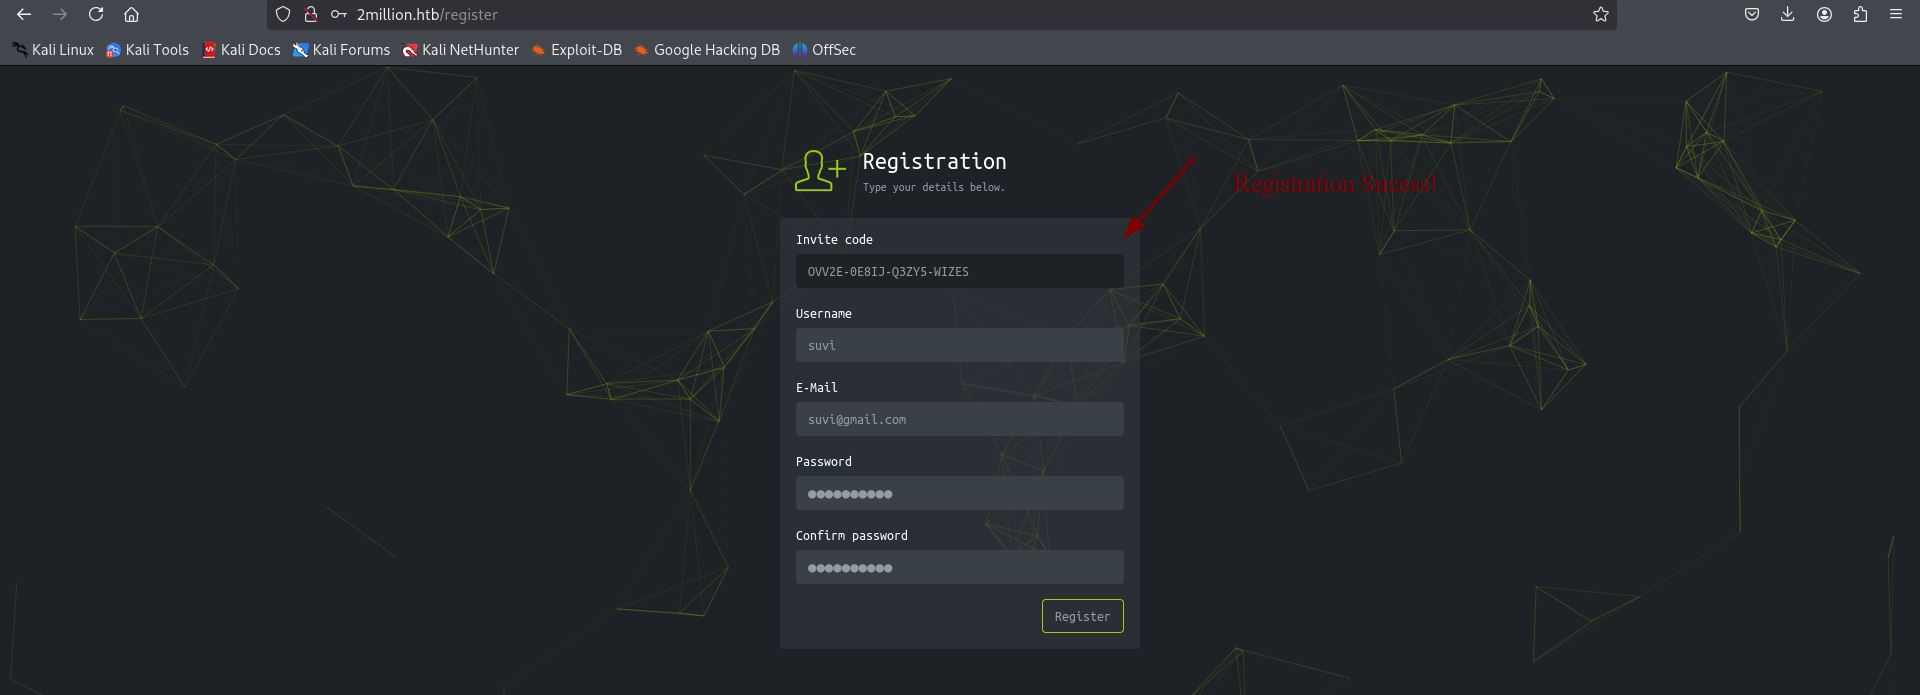 2million.htb/register
Kali Linux Kali Tools Kali Docs Kali Forums Kali NetHunter Exploit-DB Google Hacking DB OffSec
Registration
Type your details below.
Registration Sucess!
Invite code
OVV2E-0E8IJ-Q3ZY5-WIZES
Username
suvi
E-Mail
suvi@gmail.com
Password
●●●●●●●●●●
Confirm password
●●●●●●●●●●
Register